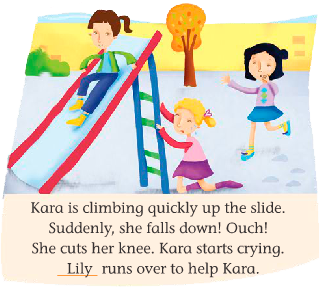 Kara is climbing quickly up the slide.
Suddenly, she falls down! Ouch!
She cuts her knee. Kara starts crying.
Lily runs over to help Kara.